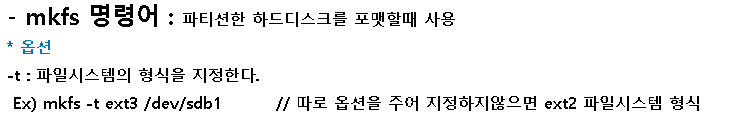 - mkfs 명령어 : 파티션한 하드디스크를 포맷할때 사용
* 옵션
-t : 파일시스템의 형식을 지정한다.
Ex) mkfs -t ext3 /dev/sdb1 // 따로 옵션을 주어 지정하지않으면 ext2 파일시스템 형식